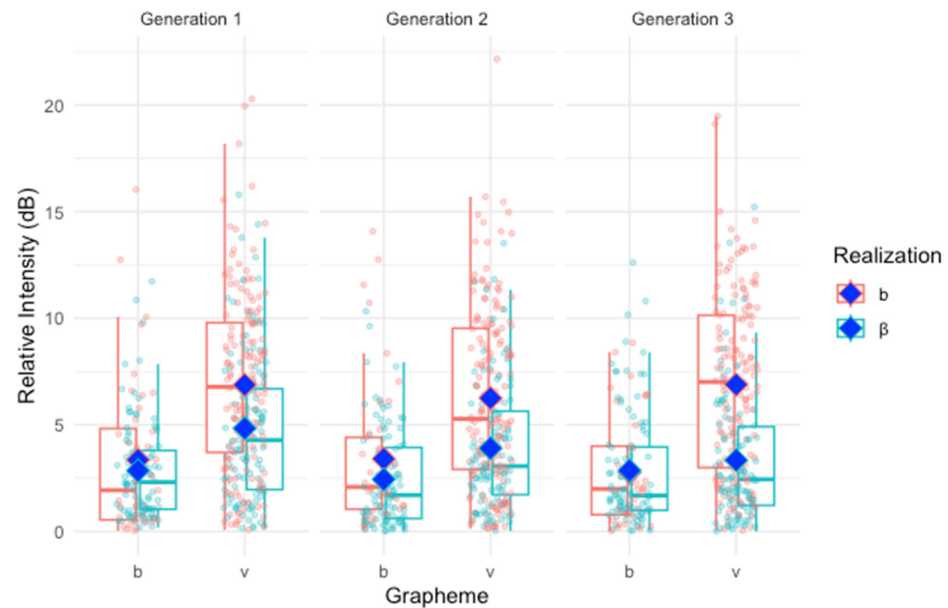 Generation 1 Generation 2 Generation 3
20
15
10
5
0
Relative Intensity (dB)
b v b v b v
Grapheme
Realization
b
β